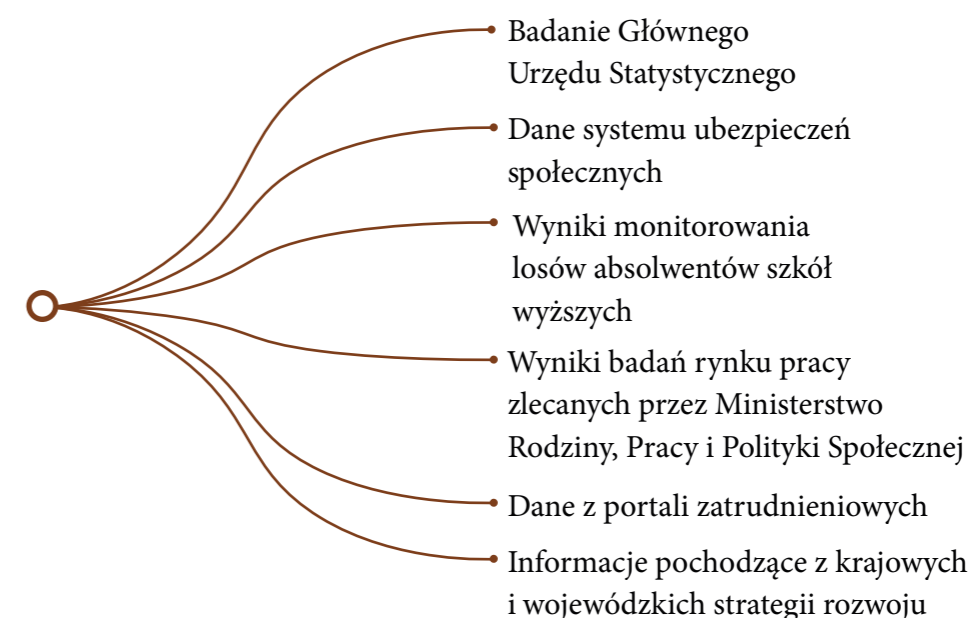 Badanie Głównego
Urzędu Statystycznego
Dane systemu ubezpieczeń
społecznych
Wyniki monitorowania
losów absolwentów szkół
wyższych
Wyniki badań rynku pracy
zlecanych przez Ministerstwo
Rodziny, Pracy i Polityki Społecznej
Dane z portali zatrudnieniowych
Informacje pochodzące z krajowych
i wojewódzkich strategii rozwoju